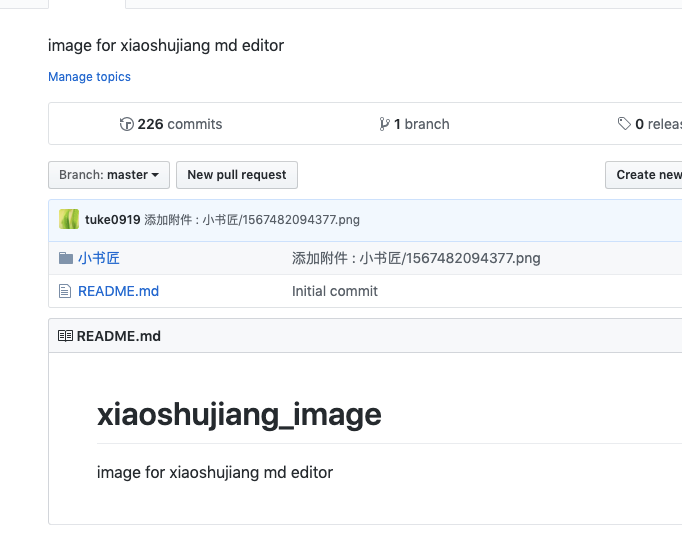 image for xiaoshujiang md editor
Manage topics
226 commits 1 branch 0 releas
Branch: master New pull request Create new
tuke0919 添加附件 : 小书匠/1567482094377.png
小书匠 添加附件 : 小书匠/1567482094377.png
README.md Initial commit
README.md
xiaoshujiang_image
image for xiaoshujiang md editor